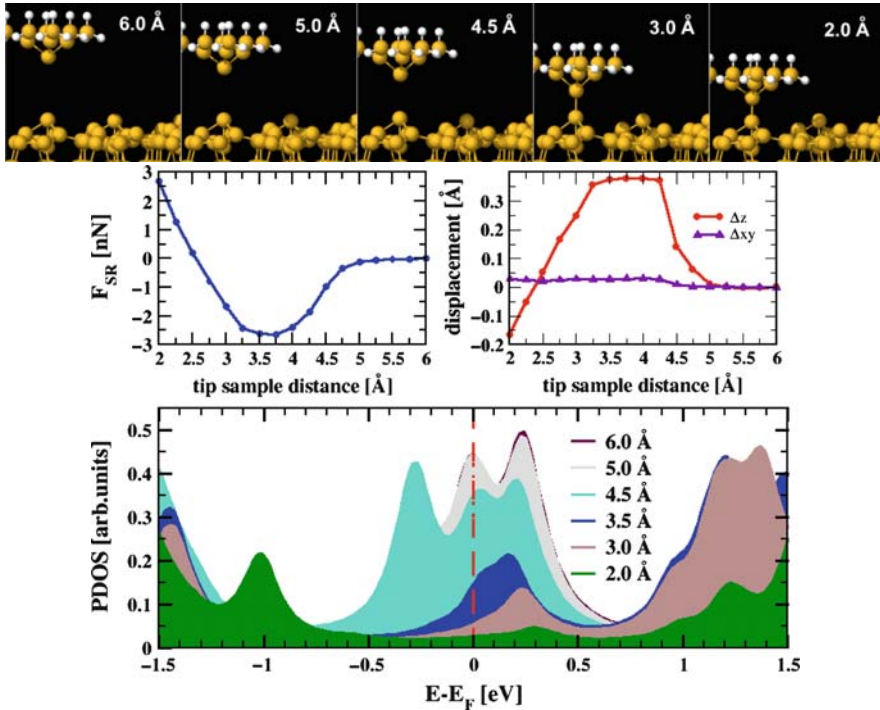 6.0 Å 5.0 Å 4.5 Å 3.0 Å 2.0 Å
F_SR [nN]
3
2
1
0
−1
−2
−3
2 2.5 3 3.5 4 4.5 5 5.5 6
tip sample distance [Å]
displacement [Å]
0.3
0.2
0.1
0
−0.1
−0.2
Δz
Δxy
2 2.5 3 3.5 4 4.5 5 5.5 6
tip sample distance [Å]
PDOS [arb.units]
0.5
0.4
0.3
0.2
0.1
0
6.0 Å
5.0 Å
4.5 Å
3.5 Å
3.0 Å
2.0 Å
−1.5 −1 −0.5 0 0.5 1 1.5
E-E_F [eV]